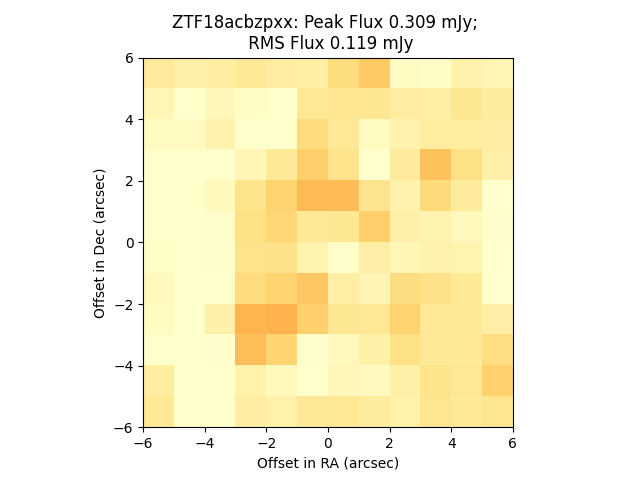 ZTF18acbzpxx: Peak Flux 0.309 mJy;
RMS Flux 0.119 mJy
6
4
2
0
−2
−4
−6
Offset in Dec (arcsec)
−6 −4 −2 0 2 4 6
Offset in RA (arcsec)